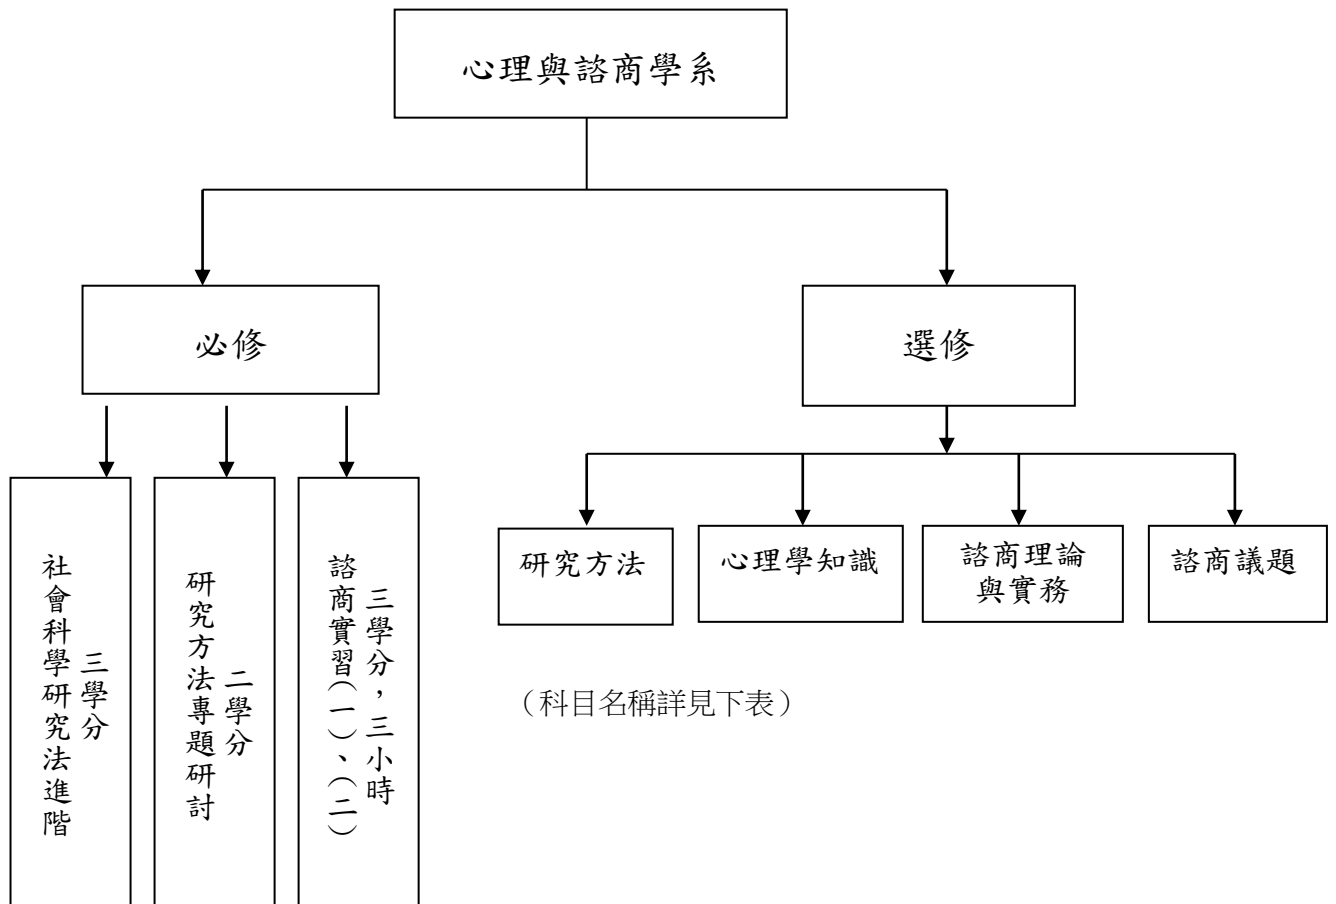 心理與諮商學系
必修
選修
社會科學研究法進階
三學分
研究方法專題研討
二學分
諮商實習(一)、(二)
三學分，三小時
研究方法
心理學知識
諮商理論
與實務
諮商議題
（科目名稱詳見下表）